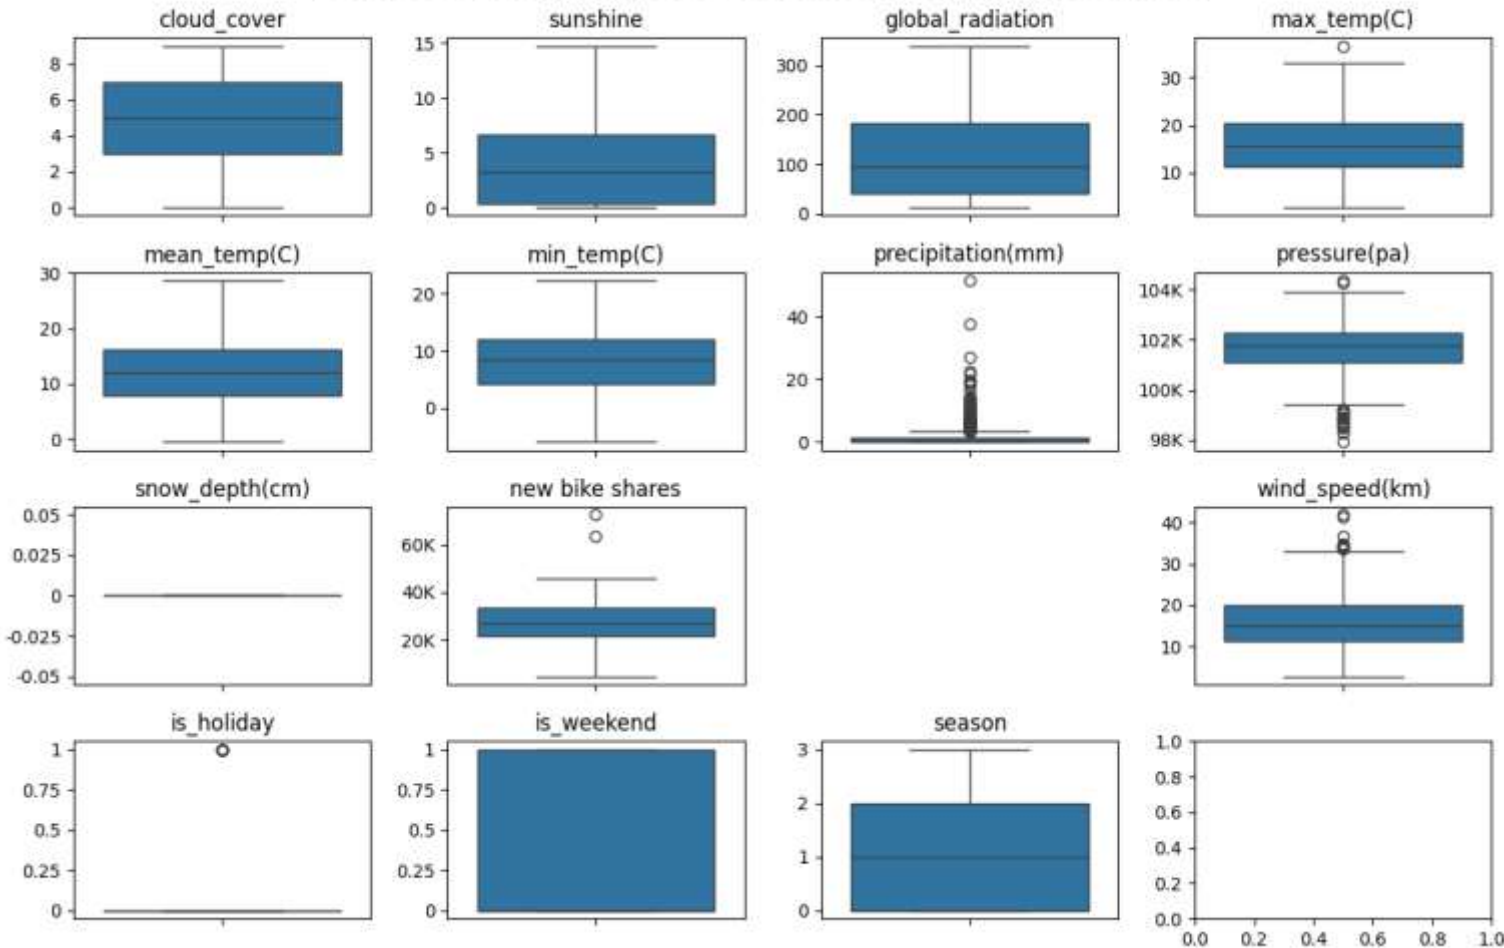 cloud_cover
8
6
4
2
0
sunshine
15
10
5
0
global_radiation
300
200
100
0
max_temp(C)
30
20
10
mean_temp(C)
30
20
10
0
min_temp(C)
20
10
0
precipitation(mm)
40
20
0
pressure(pa)
104K
102K
100K
98K
snow_depth(cm)
0.05
0.025
0
-0.025
-0.05
new bike shares
60K
40K
20K
wind_speed(km)
40
30
20
10
is_holiday
1
0.75
0.5
0.25
0
is_weekend
1
0.75
0.5
0.25
0
season
3
2
1
0
1.0
0.8
0.6
0.4
0.2
0.0
0.0 0.2 0.4 0.6 0.8 1.0